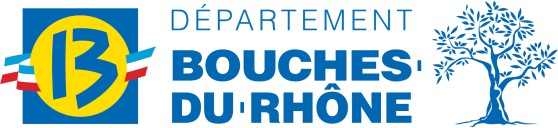 13
DÉPARTEMENT
BOUCHES-
DU-RHÔNE